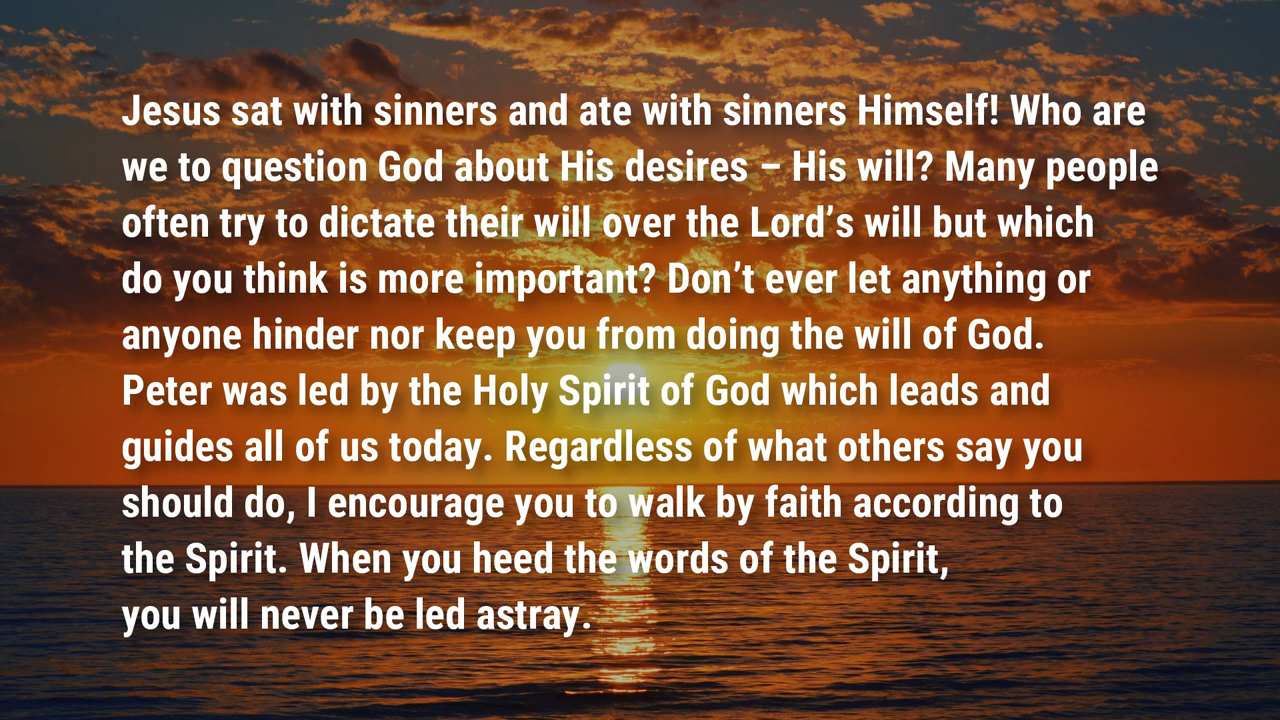 Jesus sat with sinners and ate with sinners Himself! Who are
we to question God about His desires – His will? Many people
often try to dictate their will over the Lord’s will but which
do you think is more important? Don’t ever let anything or
anyone hinder nor keep you from doing the will of God.
Peter was led by the Holy Spirit of God which leads and
guides all of us today. Regardless of what others say you
should do, I encourage you to walk by faith according to
the Spirit. When you heed the words of the Spirit,
you will never be led astray.